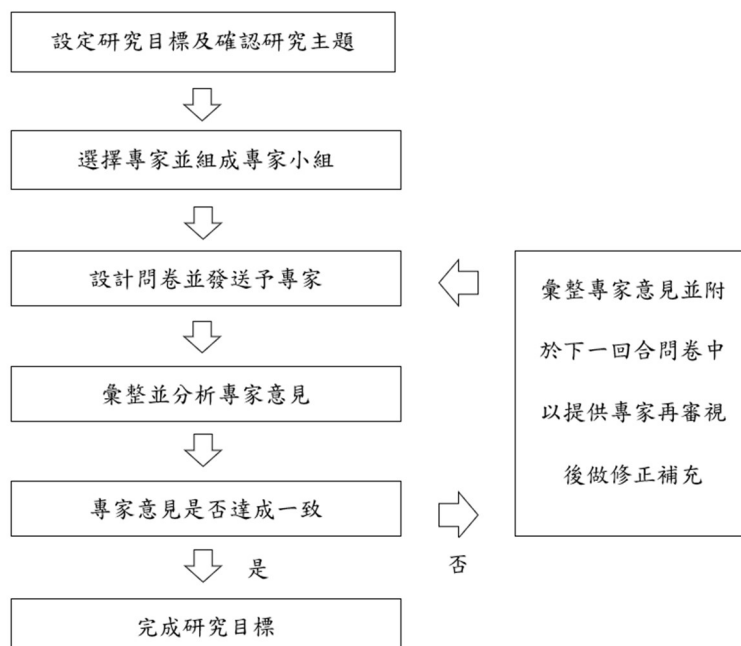 設定研究目標及確認研究主題
選擇專家並組成專家小組
設計問卷並發送予專家
彙整並分析專家意見
專家意見是否達成一致
是
否
完成研究目標
彙整專家意見並附
於下一回合問卷中
以提供專家再審視
後做修正補充